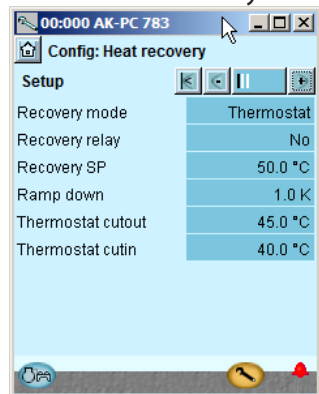 00:000 AK-PC 783
Config: Heat recovery
Setup
Recovery mode Thermostat
Recovery relay No
Recovery SP 50.0 °C
Ramp down 1.0 K
Thermostat cutout 45.0 °C
Thermostat cutin 40.0 °C